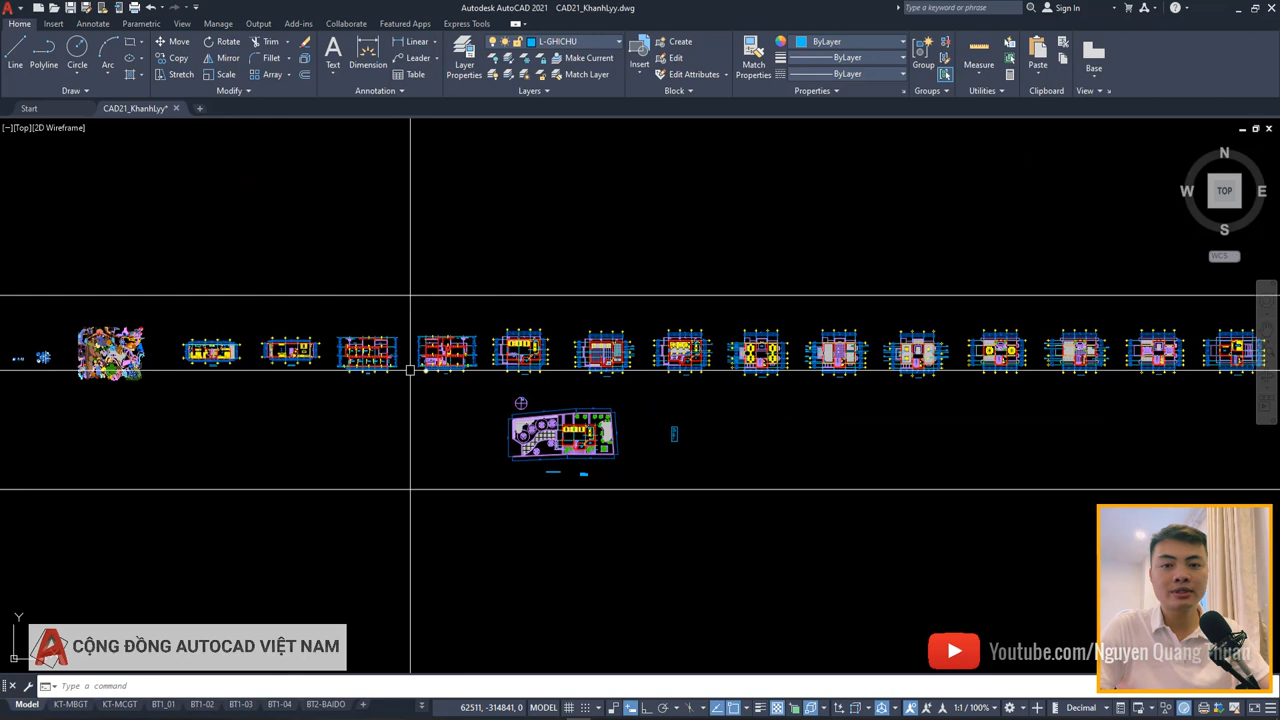 Autodesk AutoCAD 2021 CAD21_KhanhLyy.dwg
Type a keyword or phrase
Sign In
Home Insert Annotate Parametric View Manage Output Add-ins Collaborate Featured Apps Express Tools
Line Polyline Circle Arc
Move Rotate Trim
Copy Mirror Fillet
Stretch Scale Array
Text Dimension
Linear
Leader
Table
Layer Properties
L-GHICHU
Make Current
Match Layer
Insert
Create
Edit
Edit Attributes
Match Properties
ByLayer
ByLayer
ByLayer
Group
Measure
Paste
Base
Draw Modify Annotation Layers Block Properties Groups Utilities Clipboard View
Start CAD21_KhanhLyy*
[−][Top][2D Wireframe]
N
W TOP E
S
WCS
Y
CỘNG ĐỒNG AUTOCAD VIỆT NAM
Youtube.com/Nguyen Quang Huan
Type a command
Model KT-MBGT KT-MCGT BT1_01 BT1-02 BT1-03 BT1-04 BT2-BAIDO
62511, -314841, 0 MODEL 1:1 / 100% Decimal